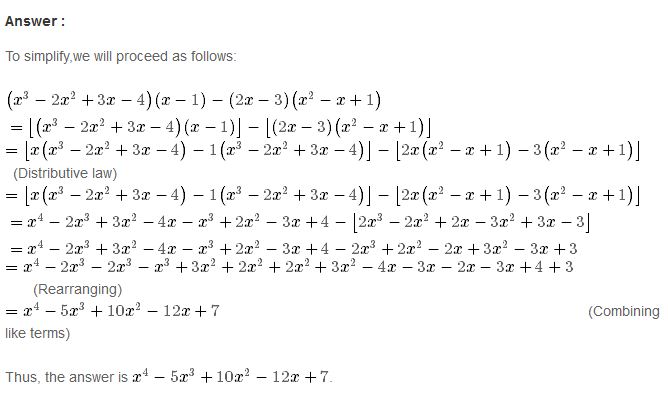 Answer :
To simplify,we will proceed as follows:
(x³ − 2x² + 3x − 4)(x − 1) − (2x − 3)(x² − x + 1)
= ⌊(x³ − 2x² + 3x − 4)(x − 1)⌋ − ⌊(2x − 3)(x² − x + 1)⌋
= ⌊x(x³ − 2x² + 3x − 4) − 1(x³ − 2x² + 3x − 4)⌋ − ⌊2x(x² − x + 1) − 3(x² − x + 1)⌋
(Distributive law)
= ⌊x(x³ − 2x² + 3x − 4) − 1(x³ − 2x² + 3x − 4)⌋ − ⌊2x(x² − x + 1) − 3(x² − x + 1)⌋
= x⁴ − 2x³ + 3x² − 4x − x³ + 2x² − 3x + 4 − ⌊2x³ − 2x² + 2x − 3x² + 3x − 3⌋
= x⁴ − 2x³ + 3x² − 4x − x³ + 2x² − 3x + 4 − 2x³ + 2x² − 2x + 3x² − 3x + 3
= x⁴ − 2x³ − 2x³ − x³ + 3x² + 2x² + 2x² + 3x² − 4x − 3x − 2x − 3x + 4 + 3
(Rearranging)
= x⁴ − 5x³ + 10x² − 12x + 7 (Combining
like terms)
Thus, the answer is x⁴ − 5x³ + 10x² − 12x + 7.